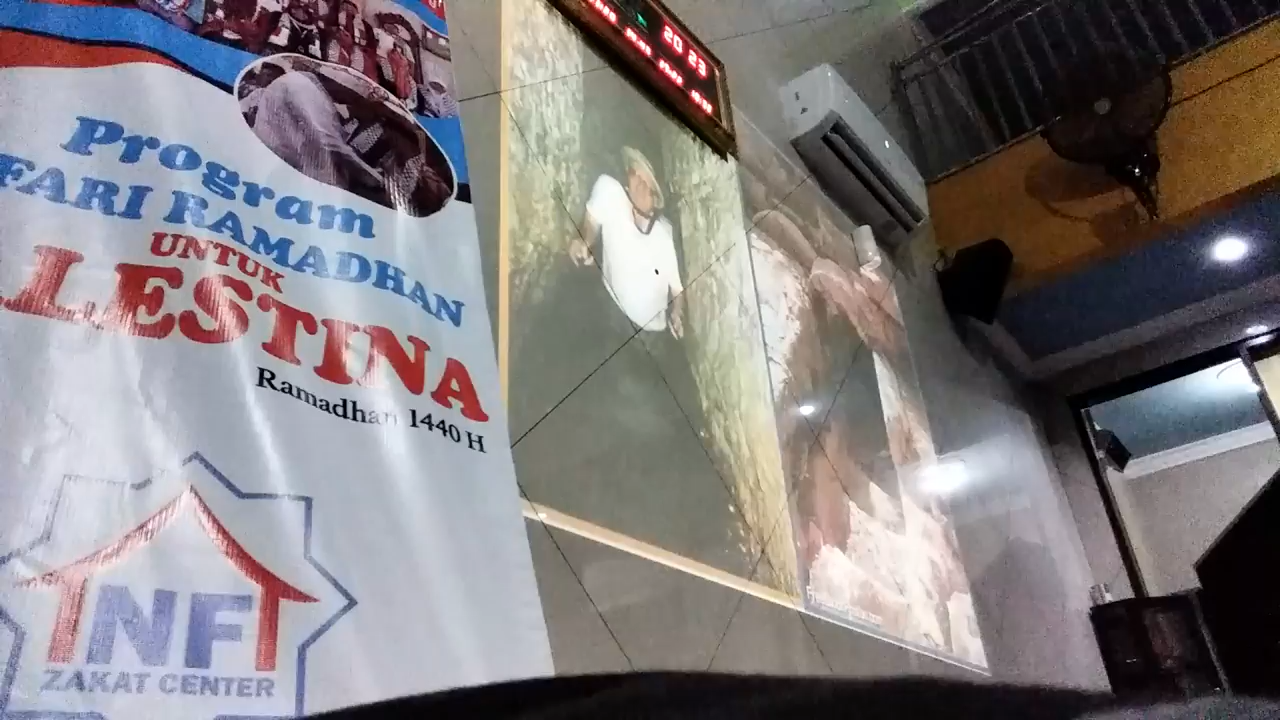 Program
FARI RAMADHAN
UNTUK
LESTINA
Ramadhan 1440 H
INF
ZAKAT CENTER
20 23